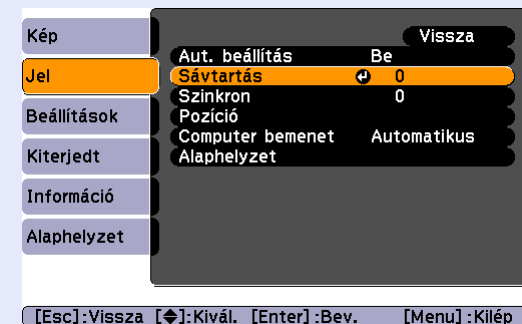 Kép
Jel
Beállítások
Kiterjedt
Információ
Alaphelyzet
Vissza
Aut. beállítás Be
Sávtartás 0
Szinkron 0
Pozíció
Computer bemenet Automatikus
Alaphelyzet
[Esc]:Vissza [◆]:Kivál. [Enter]:Bev. [Menu]:Kilép